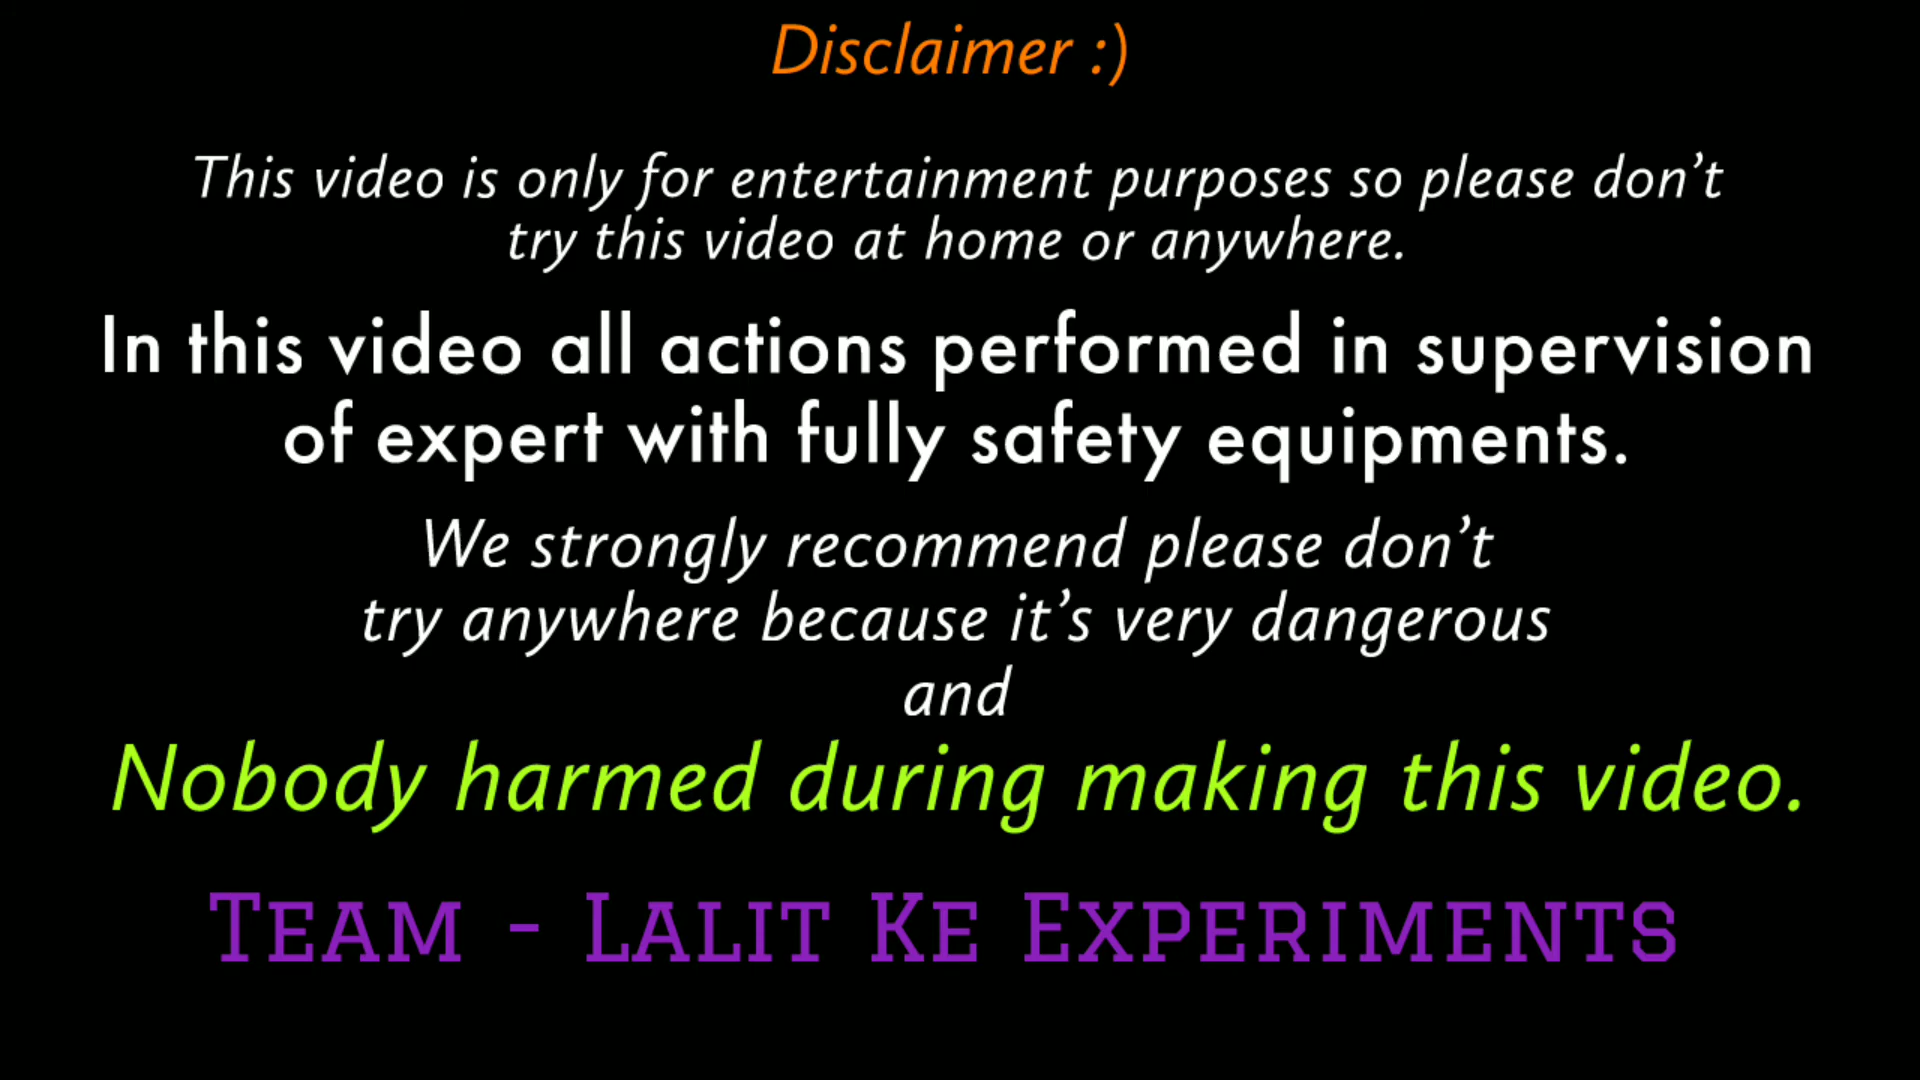 Disclaimer :)
This video is only for entertainment purposes so please don’t
try this video at home or anywhere.
In this video all actions performed in supervision
of expert with fully safety equipments.
We strongly recommend please don’t
try anywhere because it’s very dangerous
and
Nobody harmed during making this video.
Team - Lalit Ke Experiments